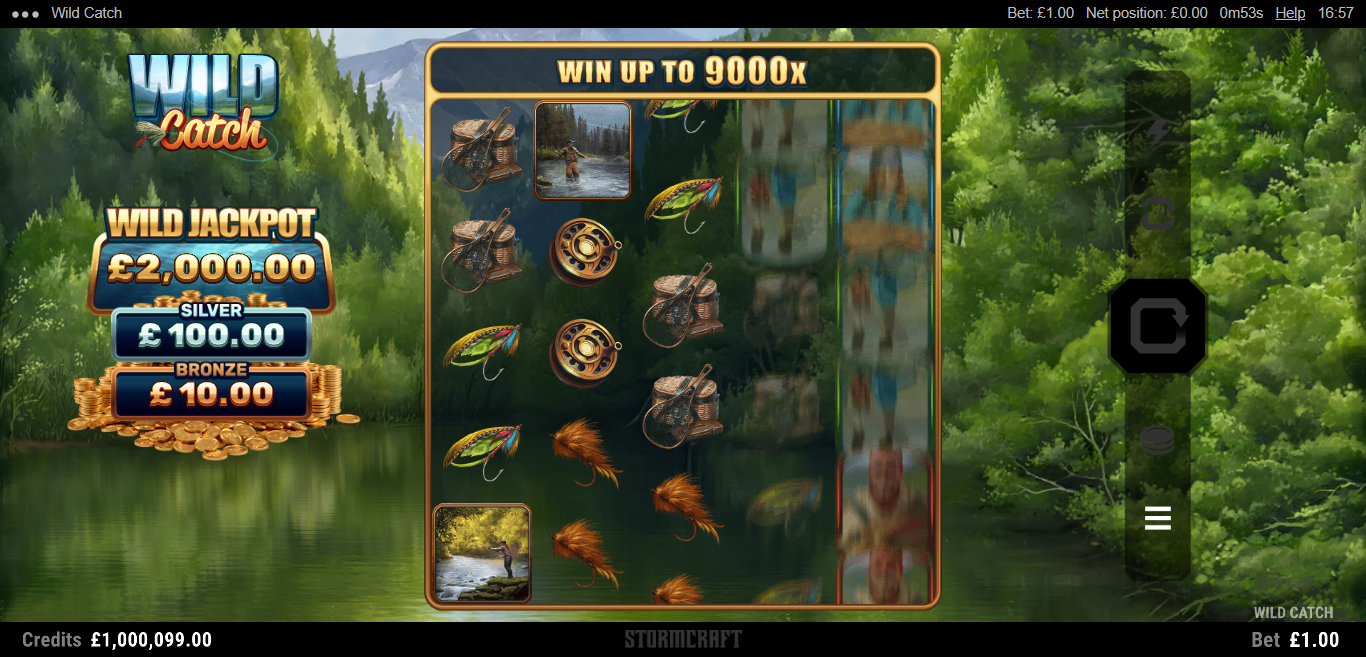 Wild Catch
Bet: £1.00 Net position: £0.00 0m53s Help 16:57
WILD
Catch
WIN UP TO 9000x
WILD JACKPOT
£2,000.00
SILVER
£100.00
BRONZE
£10.00
WILD CATCH
Credits £1,000,099.00
STORMCRAFT
Bet £1.00